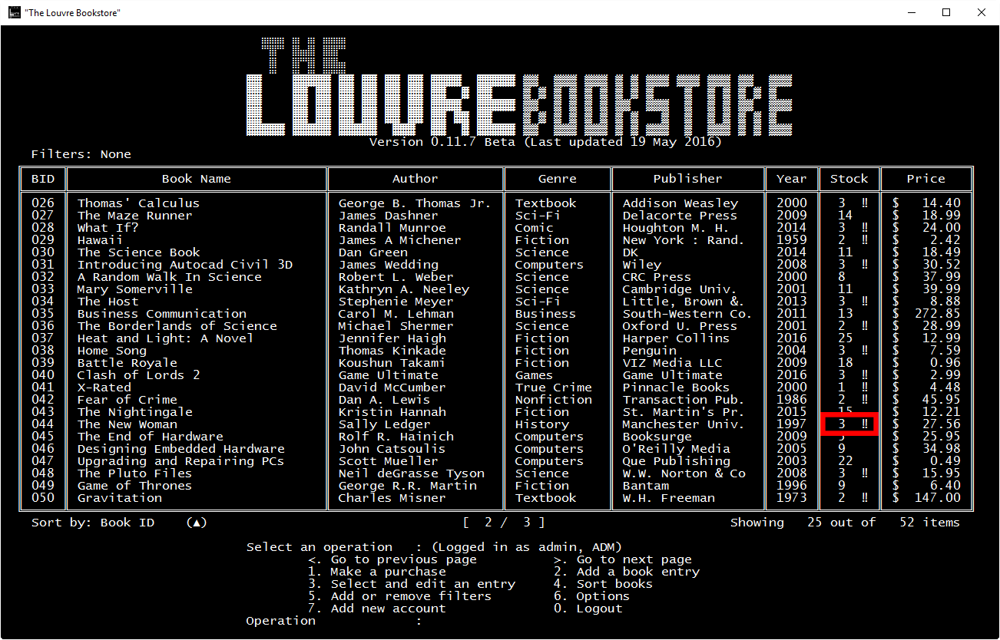 "The Louvre Bookstore"
THE
LOUVRE BOOKSTORE
Version 0.11.7 Beta (Last updated 19 May 2016)
Filters: None
BID Book Name Author Genre Publisher Year Stock Price
026 Thomas' Calculus George B. Thomas Jr. Textbook Addison Weasley 2000 3 ‼ $ 14.40
027 The Maze Runner James Dashner Sci-Fi Delacorte Press 2009 14 $ 18.99
028 What If? Randall Munroe Comic Houghton M. H. 2014 3 ‼ $ 24.00
029 Hawaii James A Michener Fiction New York : Rand. 1959 2 ‼ $ 2.42
030 The Science Book Dan Green Science DK 2014 11 $ 18.49
031 Introducing Autocad Civil 3D James Wedding Computers Wiley 2008 3 ‼ $ 30.52
032 A Random Walk In Science Robert L. Weber Science CRC Press 2000 8 $ 37.99
033 Mary Somerville Kathryn A. Neeley Science Cambridge Univ. 2001 11 $ 39.99
034 The Host Stephenie Meyer Sci-Fi Little, Brown &. 2013 3 ‼ $ 8.88
035 Business Communication Carol M. Lehman Business South-Western Co. 2011 13 $ 272.85
036 The Borderlands of Science Michael Shermer Science Oxford U. Press 2001 2 ‼ $ 28.99
037 Heat and Light: A Novel Jennifer Haigh Fiction Harper Collins 2016 25 $ 12.99
038 Home Song Thomas Kinkade Fiction Penguin 2004 3 ‼ $ 7.59
039 Battle Royale Koushun Takami Fiction VIZ Media LLC 2009 18 $ 0.96
040 Clash of Lords 2 Game Ultimate Games Game Ultimate 2016 3 ‼ $ 2.99
041 X-Rated David McCumber True Crime Pinnacle Books 2000 1 ‼ $ 4.48
042 Fear of Crime Dan A. Lewis Nonfiction Transaction Pub. 1986 2 ‼ $ 45.95
043 The Nightingale Kristin Hannah Fiction St. Martin's Pr. 2015 15 $ 12.21
044 The New Woman Sally Ledger History Manchester Univ. 1997 3 ‼ $ 27.56
045 The End of Hardware Rolf R. Hainich Computers Booksurge 2009 $ 25.95
046 Designing Embedded Hardware John Catsoulis Computers O'Reilly Media 2005 9 $ 34.98
047 Upgrading and Repairing PCs Scott Mueller Computers Que Publishing 2003 22 $ 0.49
048 The Pluto Files Neil deGrasse Tyson Science W.W. Norton & Co 2008 3 ‼ $ 15.95
049 Game of Thrones George R.R. Martin Fiction Bantam 1996 9 $ 6.40
050 Gravitation Charles Misner Textbook W.H. Freeman 1973 2 ‼ $ 147.00
Sort by: Book ID (▲) [ 2 / 3 ] Showing 25 out of 52 items
Select an operation : (Logged in as admin, ADM)
<. Go to previous page >. Go to next page
1. Make a purchase 2. Add a book entry
3. Select and edit an entry 4. Sort books
5. Add or remove filters 6. Options
7. Add new account 0. Logout
Operation :